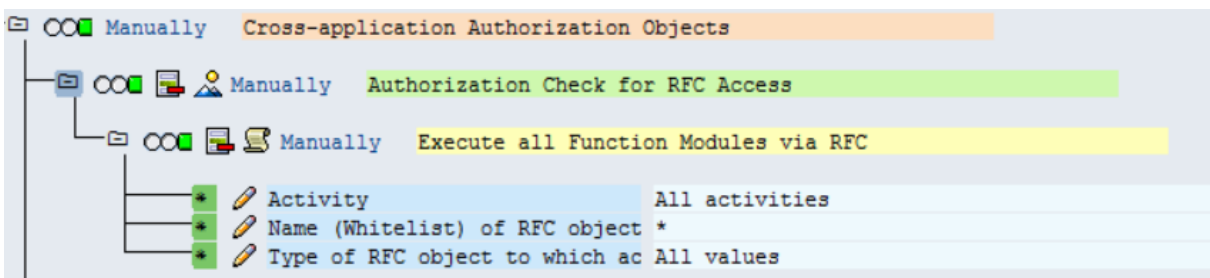 Manually Cross-application Authorization Objects
Manually Authorization Check for RFC Access
Manually Execute all Function Modules via RFC
* Activity All activities
* Name (Whitelist) of RFC object *
* Type of RFC object to which ac All values